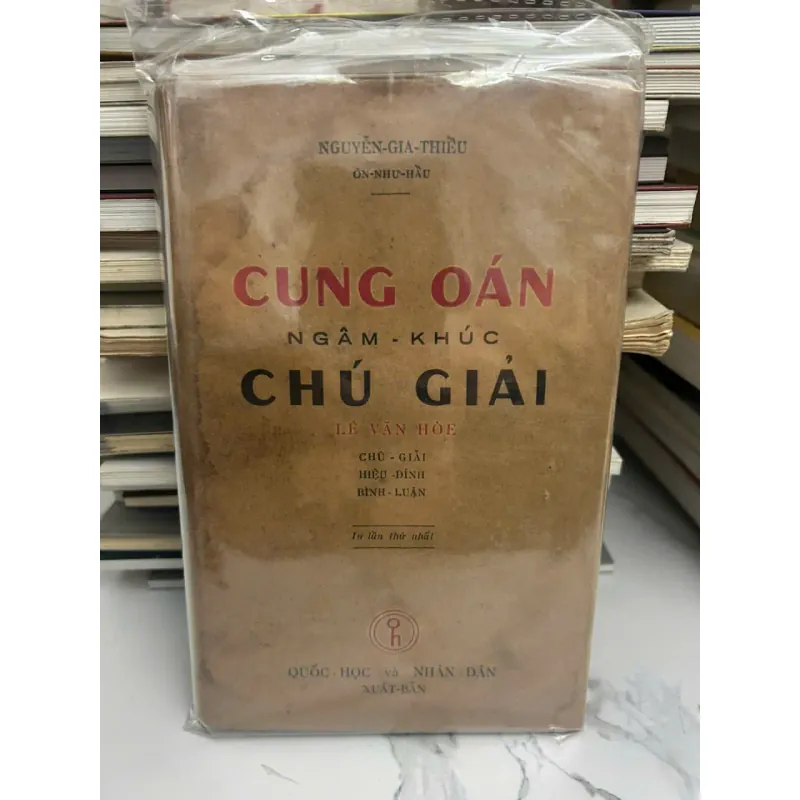 NGUYỄN-GIA-THIỀU
ÔN-NHƯ-HẦU
CUNG OÁN
NGÂM - KHÚC
CHÚ GIẢI
LÊ VĂN HÒE
CHÚ - GIẢI
HIỆU - ĐÍNH
BÌNH - LUẬN
In lần thứ nhất
QUỐC - HỌC và NHÂN DÂN
XUẤT-BẢN